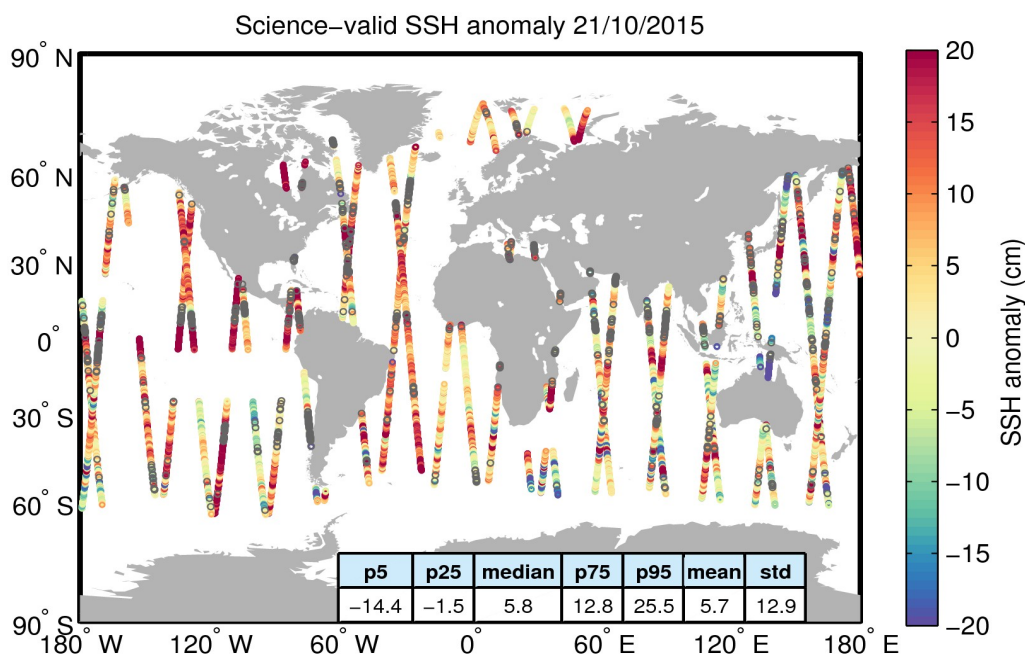 Science−valid SSH anomaly 21/10/2015
90° N
60° N
30° N
0°
30° S
60° S
90° S
180° W
120° W
60° W
0°
60° E
120° E
180° E
p5 p25 median p75 p95 mean std
−14.4 −1.5 5.8 12.8 25.5 5.7 12.9
20
15
10
5
0
−5
−10
−15
−20
SSH anomaly (cm)